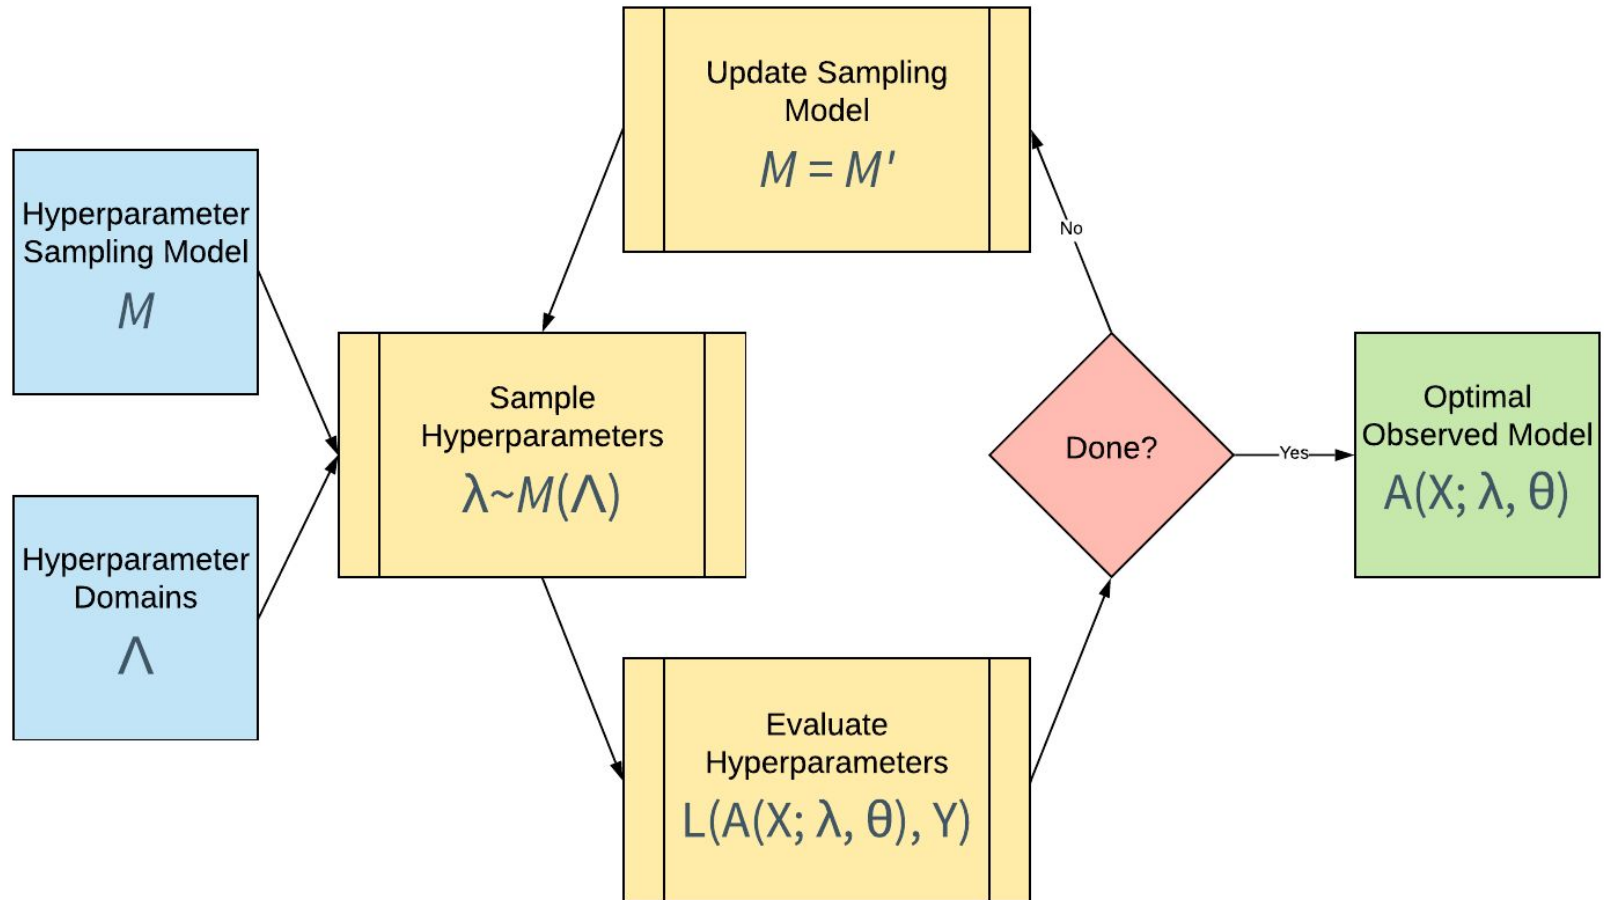 Update Sampling
Model
M = M'
Hyperparameter
Sampling Model
M
No
Sample
Hyperparameters
λ~M(Λ)
Done?
Yes
Optimal
Observed Model
A(X; λ, θ)
Hyperparameter
Domains
Λ
Evaluate
Hyperparameters
L(A(X; λ, θ), Y)